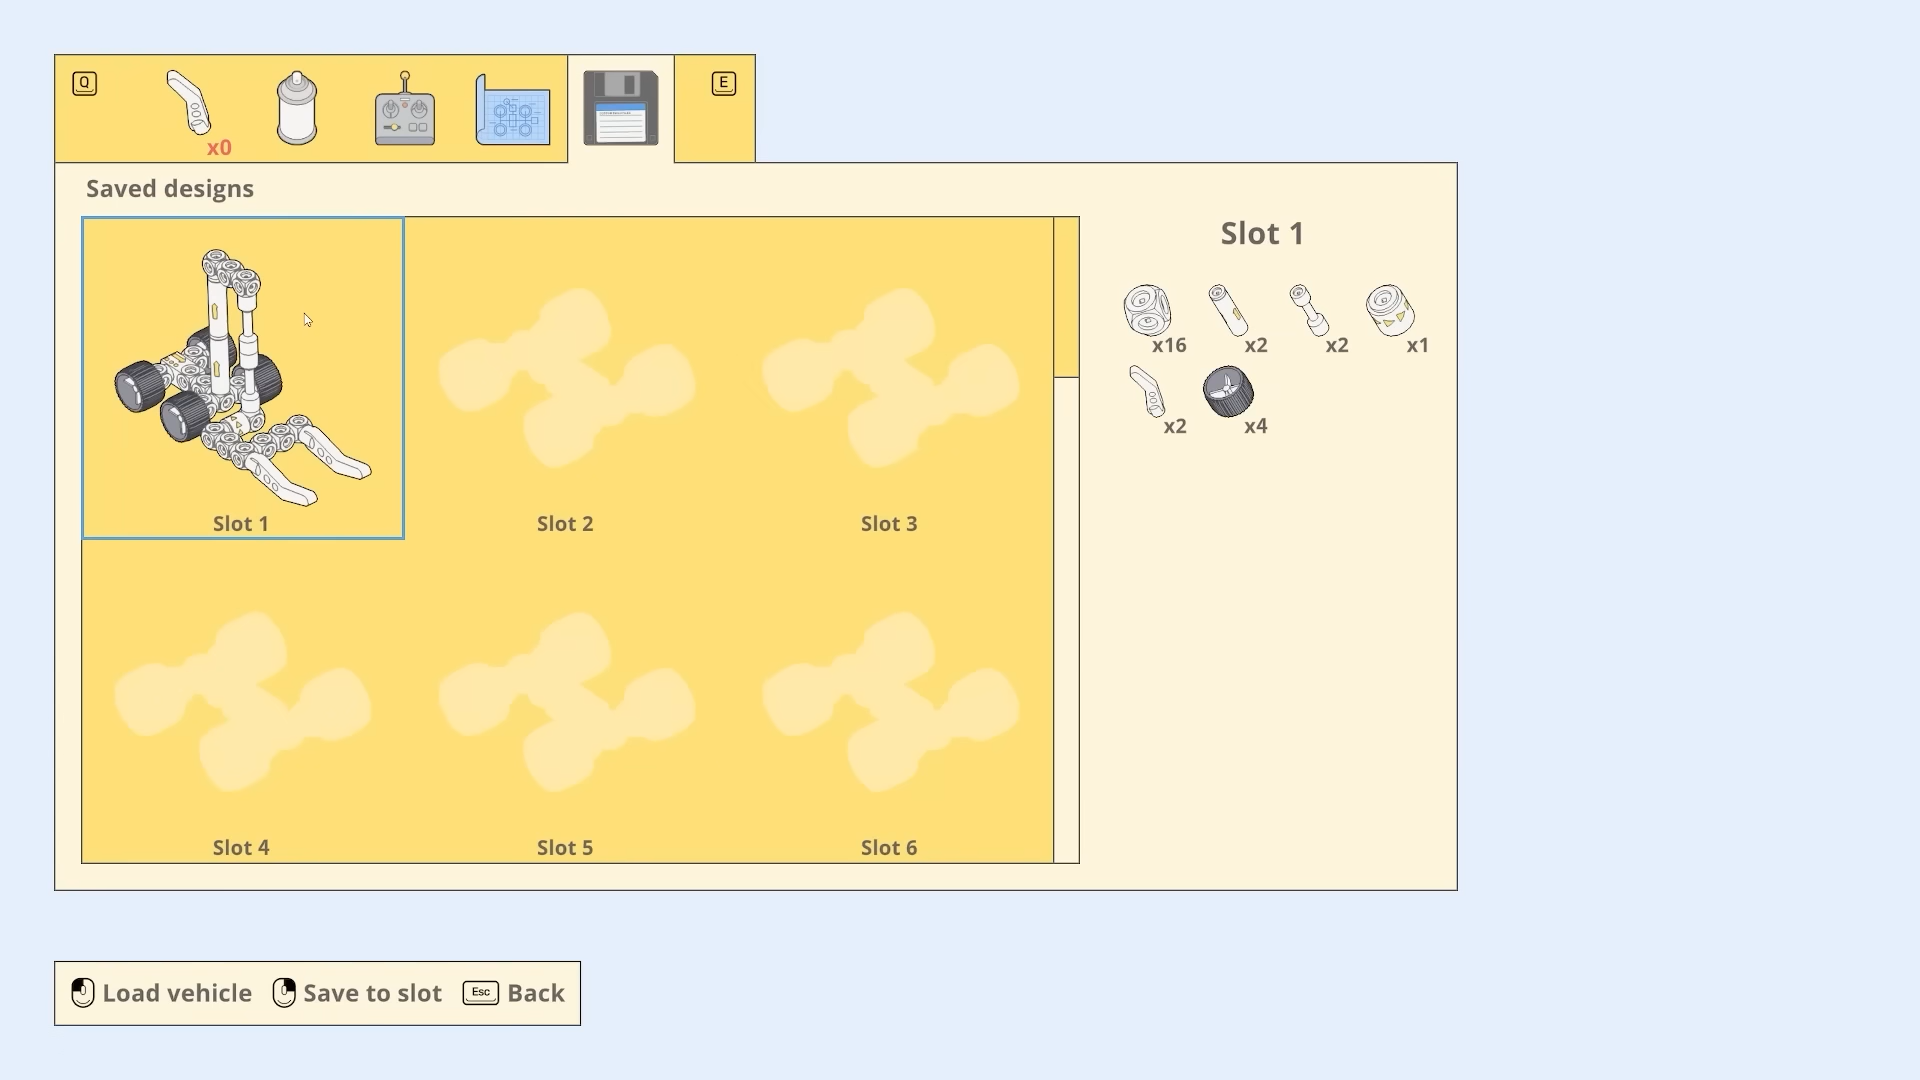 Q
E
x0
Saved designs
Slot 1
x16
x2
x2
x1
x2
x4
Slot 1
Slot 2
Slot 3
Slot 4
Slot 5
Slot 6
Load vehicle
Save to slot
Esc
Back